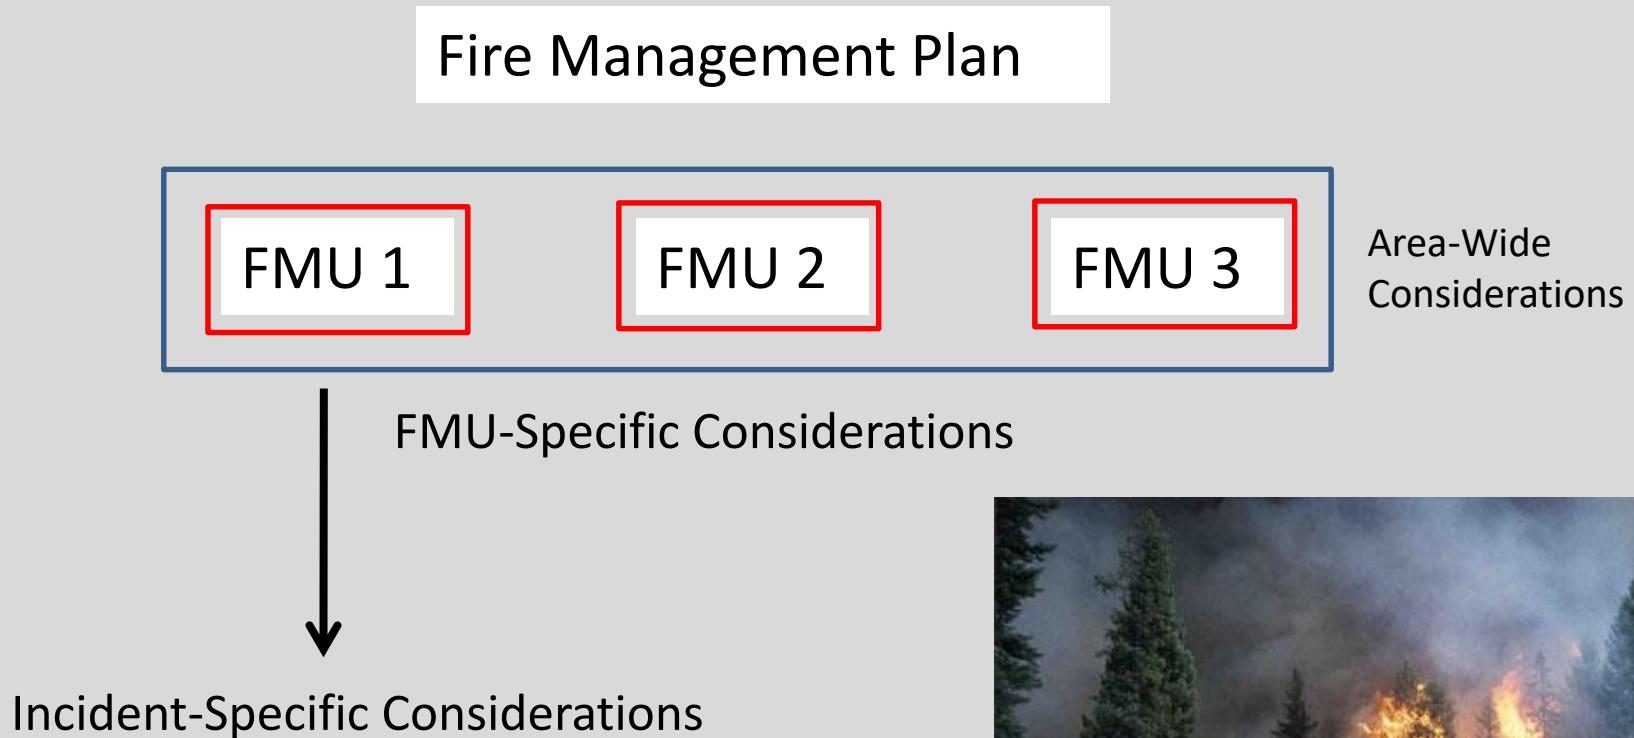 Fire Management Plan
FMU 1
FMU 2
FMU 3
Area-Wide
Considerations
FMU-Specific Considerations
Incident-Specific Considerations